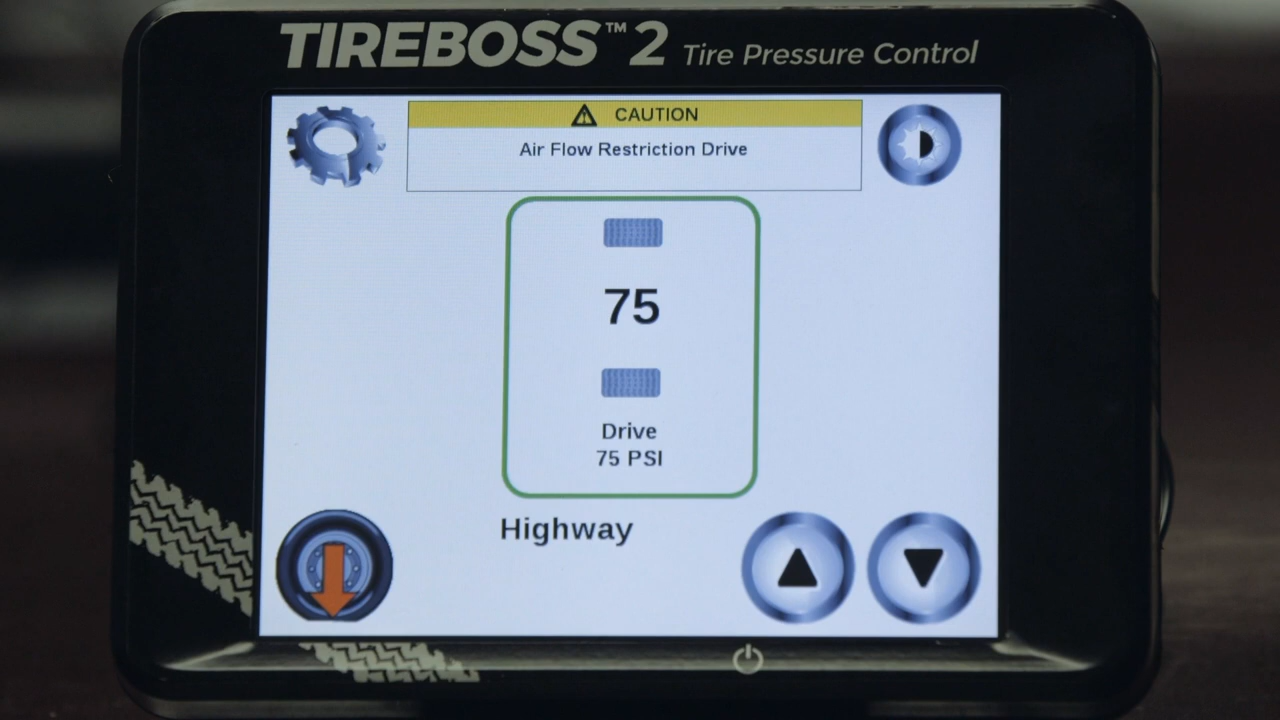 TIREBOSS™ 2 Tire Pressure Control
CAUTION
Air Flow Restriction Drive
75
Drive
75 PSI
Highway